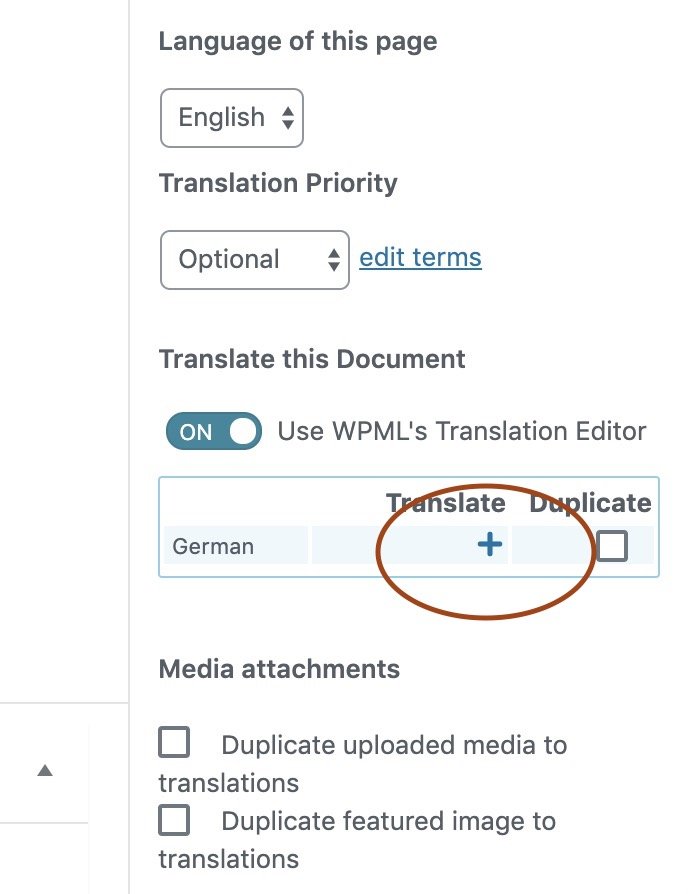 Language of this page
English
Translation Priority
Optional edit terms
Translate this Document
ON Use WPML's Translation Editor
Translate Duplicate
German +
Media attachments
Duplicate uploaded media to
translations
Duplicate featured image to
translations